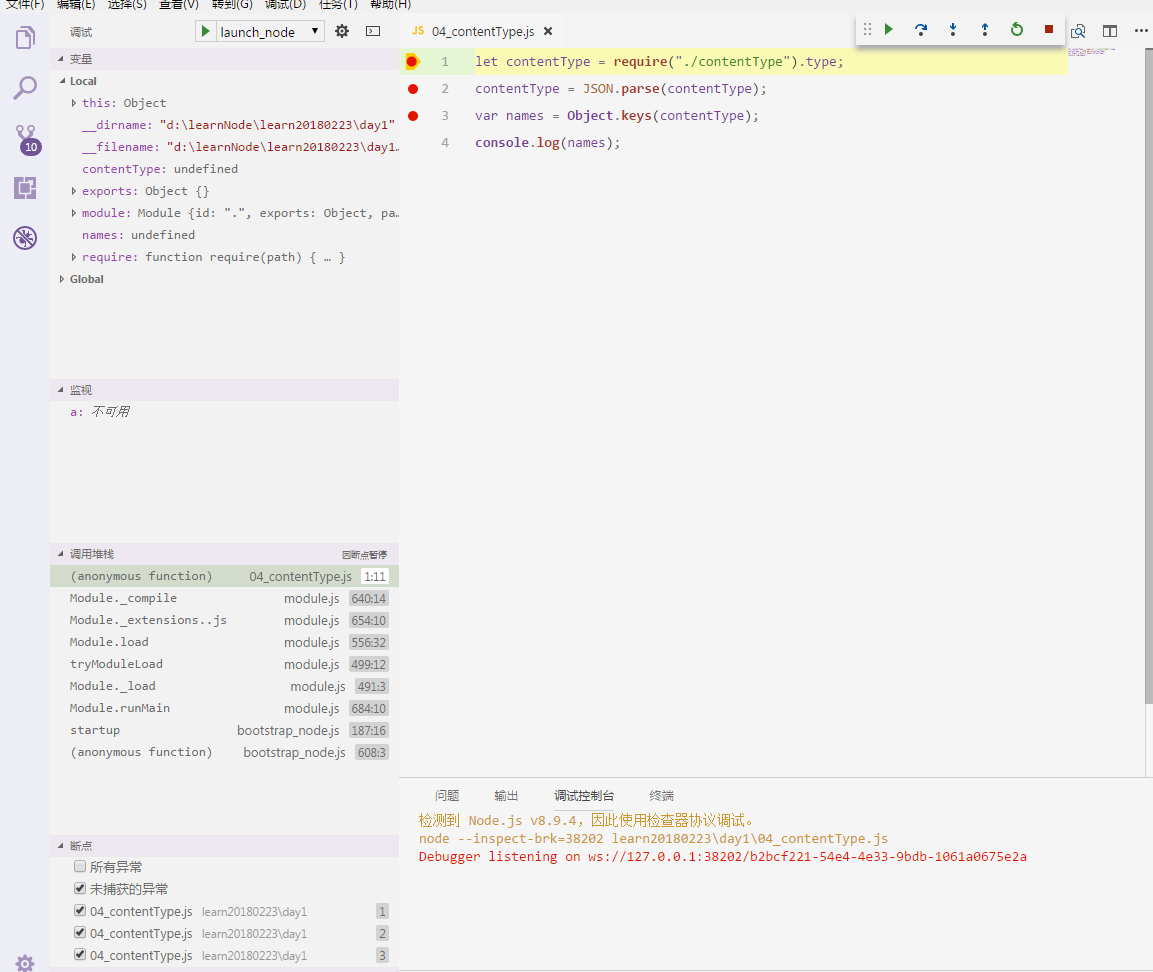 文件(F) 编辑(E) 选择(S) 查看(V) 转到(G) 调试(D) 任务(T) 帮助(H)
调试 launch_node
JS 04_contentType.js
变量
Local
this: Object
__dirname: "d:\learnNode\learn20180223\day1"
__filename: "d:\learnNode\learn20180223\day1…
contentType: undefined
exports: Object {}
module: Module {id: ".", exports: Object, pa…
names: undefined
require: function require(path) { … }
Global
10
监视
a: 不可用
调用堆栈 因断点暂停
(anonymous function) 04_contentType.js 1:11
Module._compile module.js 640:14
Module._extensions..js module.js 654:10
Module.load module.js 556:32
tryModuleLoad module.js 499:12
Module._load module.js 491:3
Module.runMain module.js 684:10
startup bootstrap_node.js 187:16
(anonymous function) bootstrap_node.js 608:3
断点
所有异常
未捕获的异常
04_contentType.js learn20180223\day1 1
04_contentType.js learn20180223\day1 2
04_contentType.js learn20180223\day1 3
1 let contentType = require("./contentType").type;
2 contentType = JSON.parse(contentType);
3 var names = Object.keys(contentType);
4 console.log(names);
问题 输出 调试控制台 终端
检测到 Node.js v8.9.4，因此使用检查器协议调试。
node --inspect-brk=38202 learn20180223\day1\04_contentType.js
Debugger listening on ws://127.0.0.1:38202/b2bcf221-54e4-4e33-9bdb-1061a0675e2a